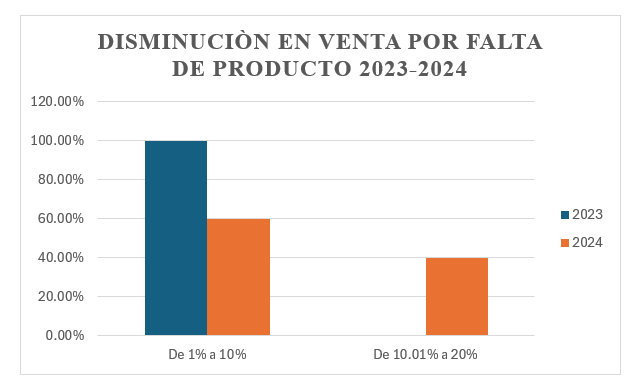 DISMINUCIÒN EN VENTA POR FALTA
DE PRODUCTO 2023-2024
120.00%
100.00%
80.00%
60.00%
40.00%
20.00%
0.00%
De 1% a 10%
De 10.01% a 20%
2023
2024